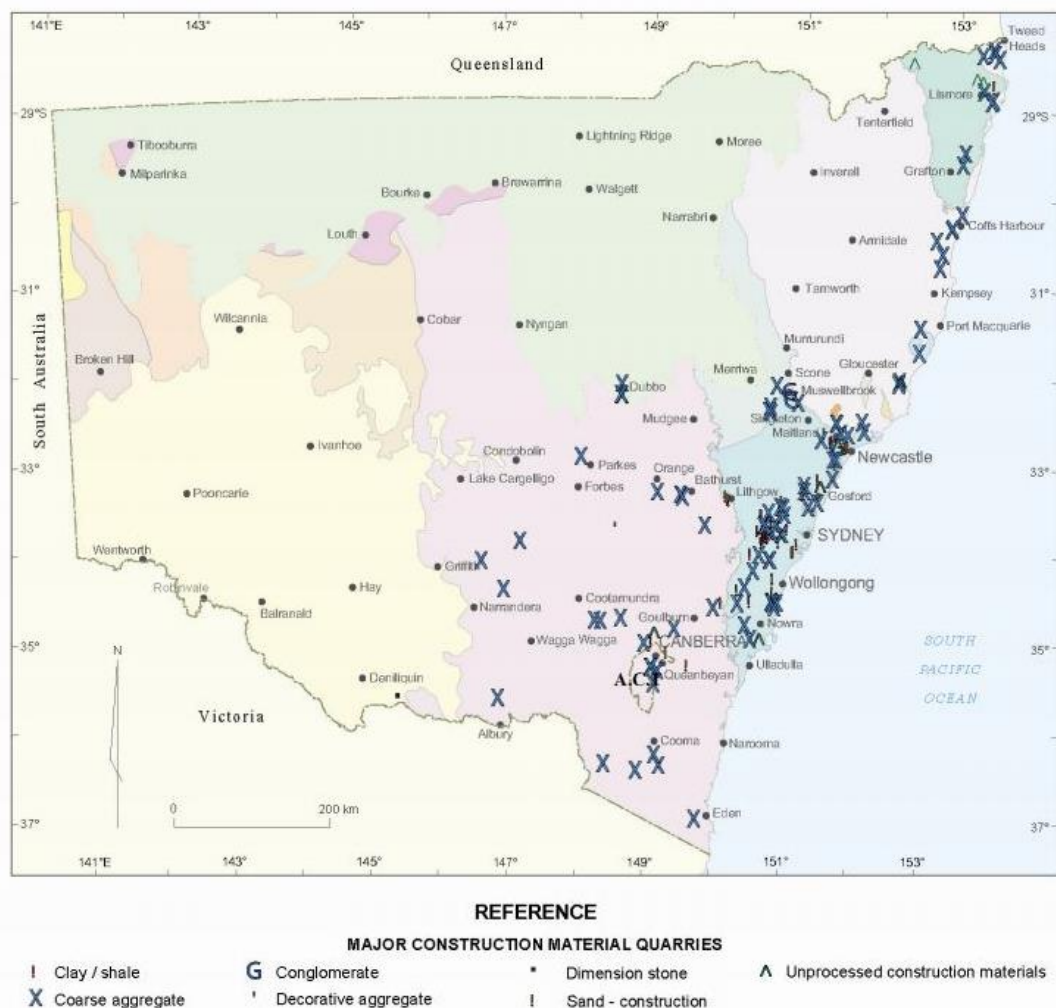 141°E 143° 145° 147° 149° 151° 153°
Tweed
Heads
Queensland
Lismore
29°S 29°
Tenterfield
Lightning Ridge
Moree
Tibooburra
Milparinka
Inverell
Grafton
Brewarrina
Bourke
Walgett
Narrabri
Coffs Harbour
Louth
Armidale
31° 31°
Tamworth
Kempsey
Wilcannia
Cobar
Nyngan
Port Macquarie
Murrurundi
Broken Hill
Scone
Gloucester
Merriwa
Dubbo
Muswellbrook
South Australia
Mudgee
Singleton
Maitland
Newcastle
Ivanhoe
Condobolin
Parkes
Orange
33° 33°
Lake Cargelligo
Forbes
Bathurst
Lithgow
Gosford
Pooncarie
SYDNEY
Wentworth
Griffith
Hay
Wollongong
Robinvale
Balranald
Narrandera
Cootamundra
Goulburn
Nowra
Wagga Wagga
CANBERRA
35° 35°
SOUTH
PACIFIC
OCEAN
N
Ulladulla
Queanbeyan
A.C.T
Deniliquin
Victoria
Albury
Cooma
Narooma
0 200 km
Eden
37° 37°
141°E 143° 145° 147° 149° 151° 153°
REFERENCE
MAJOR CONSTRUCTION MATERIAL QUARRIES
Clay / shale G Conglomerate Dimension stone Unprocessed construction materials
X Coarse aggregate Decorative aggregate Sand - construction